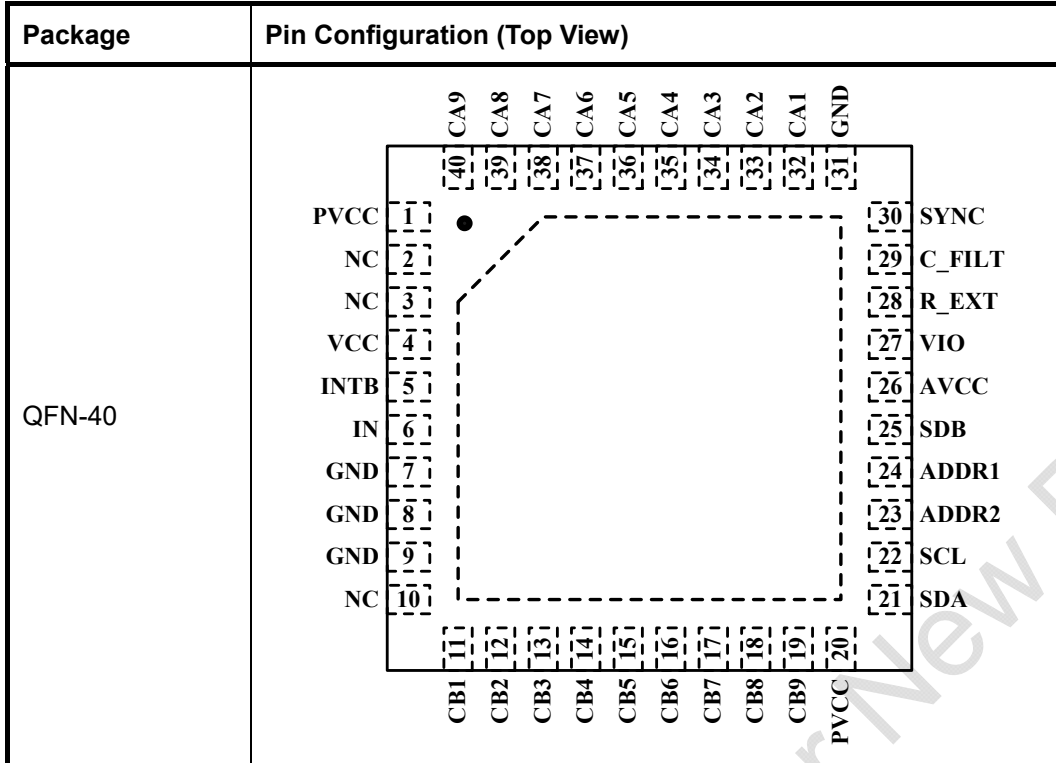 Package
Pin Configuration (Top View)
QFN-40
CA9 CA8 CA7 CA6 CA5 CA4 CA3 CA2 CA1 GND
40 39 38 37 36 35 34 33 32 31
PVCC 1
NC 2
NC 3
VCC 4
INTB 5
IN 6
GND 7
GND 8
GND 9
NC 10
30 SYNC
29 C_FILT
28 R_EXT
27 VIO
26 AVCC
25 SDB
24 ADDR1
23 ADDR2
22 SCL
21 SDA
11 12 13 14 15 16 17 18 19 20
CB1 CB2 CB3 CB4 CB5 CB6 CB7 CB8 CB9 PVCC
r New